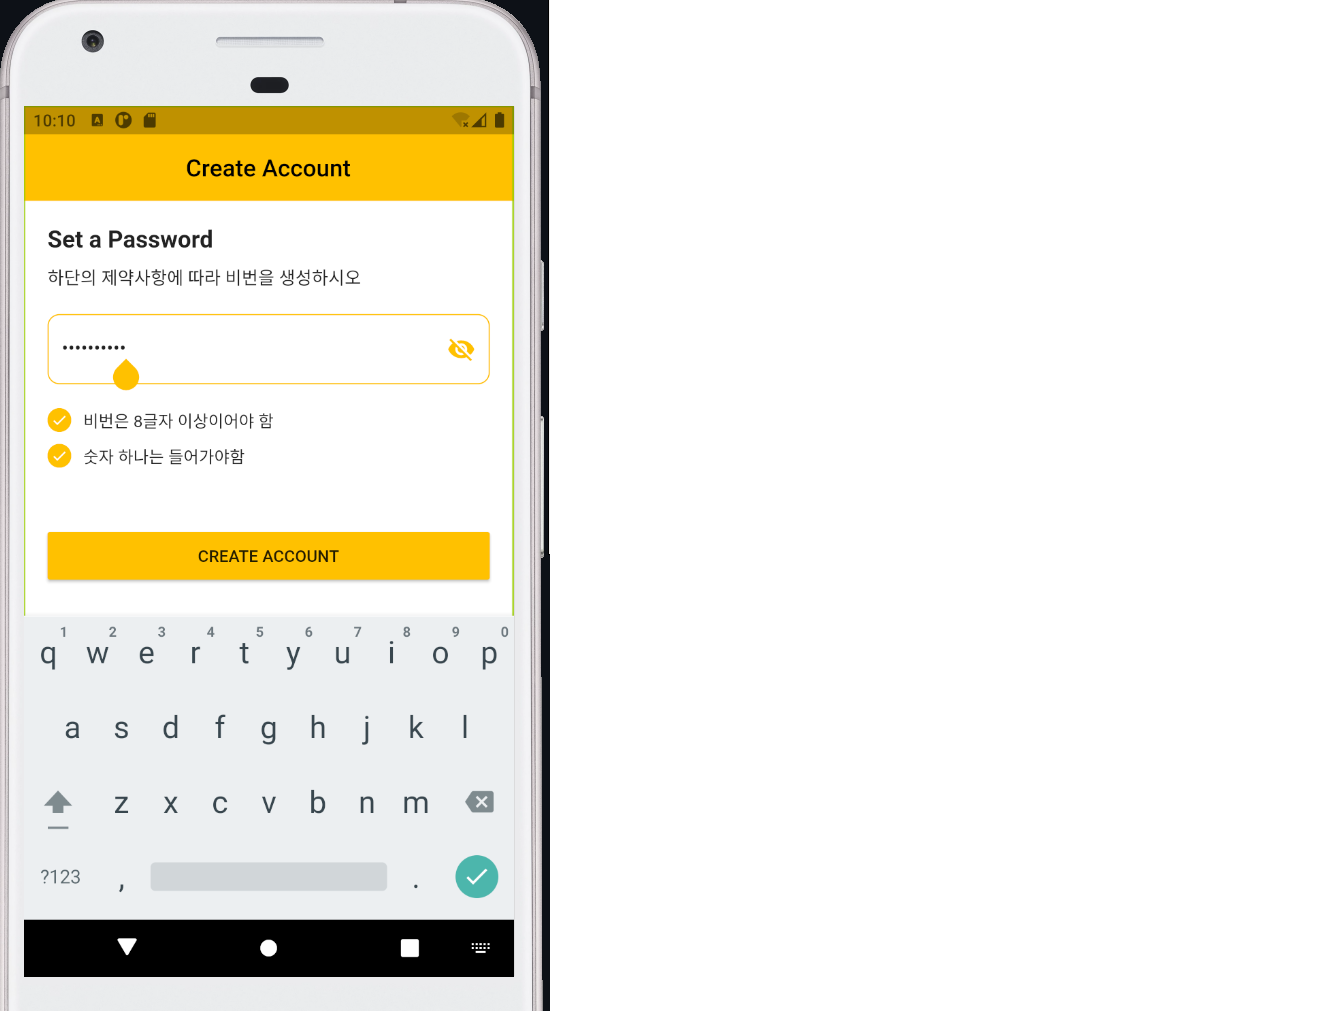 10:10
Create Account
Set a Password
하단의 제약사항에 따라 비번을 생성하시오
••••••••••
비번은 8글자 이상이어야 함
숫자 하나는 들어가야함
CREATE ACCOUNT
1 2 3 4 5 6 7 8 9 0
q w e r t y u i o p
a s d f g h j k l
z x c v b n m
?123 , .